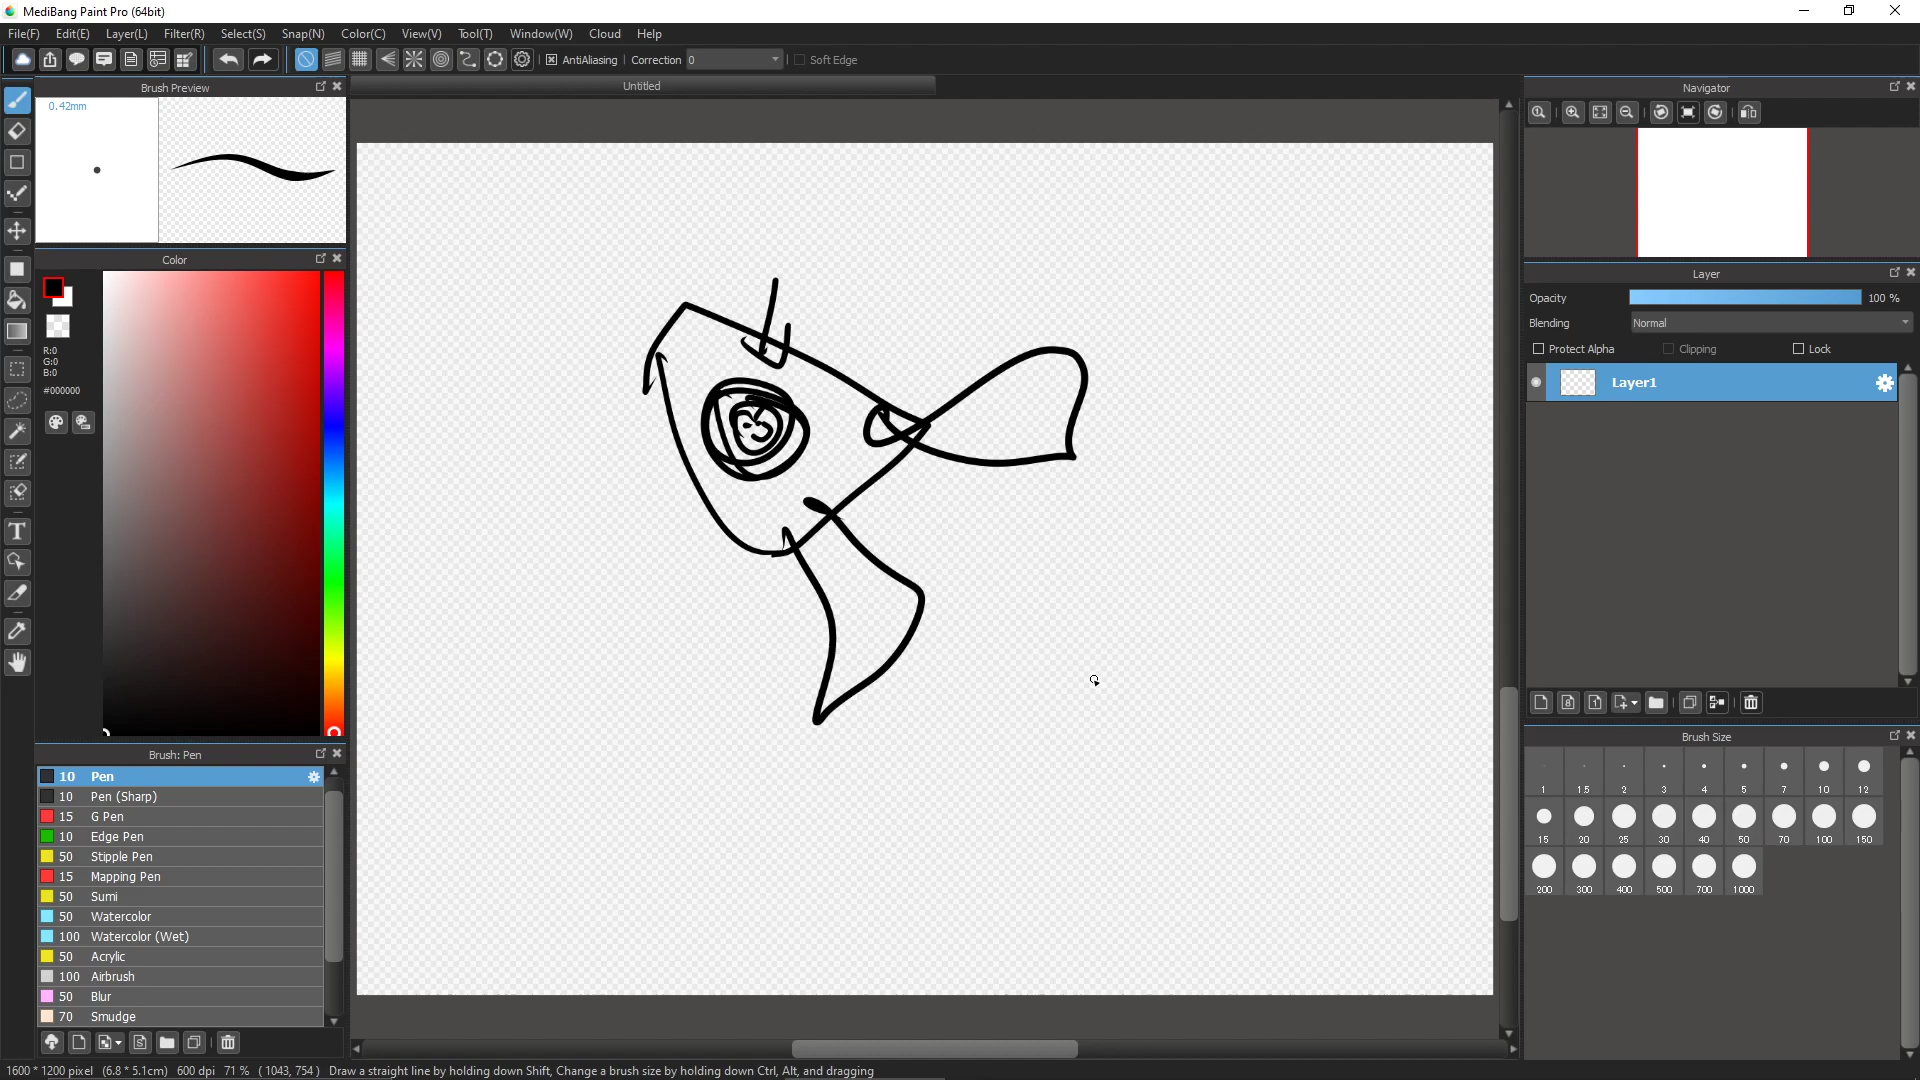 MediBang Paint Pro (64bit)
File(F) Edit(E) Layer(L) Filter(R) Select(S) Snap(N) Color(C) View(V) Tool(T) Window(W) Cloud Help
AntiAliasing Correction 0 Soft Edge
Brush Preview
0.42mm
Untitled
Navigator
Color
R:0
G:0
B:0
#000000
Layer
Opacity 100 %
Blending Normal
Protect Alpha Clipping Lock
Layer1
T
Brush: Pen
10 Pen
10 Pen (Sharp)
15 G Pen
10 Edge Pen
50 Stipple Pen
15 Mapping Pen
50 Sumi
50 Watercolor
100 Watercolor (Wet)
50 Acrylic
100 Airbrush
50 Blur
70 Smudge
Brush Size
1 1.5 2 3 4 5 7 10 12
15 20 25 30 40 50 70 100 150
200 300 400 500 700 1000
1600 * 1200 pixel (6.8 * 5.1cm) 600 dpi 71 % ( 1043, 754 ) Draw a straight line by holding down Shift, Change a brush size by holding down Ctrl, Alt, and dragging